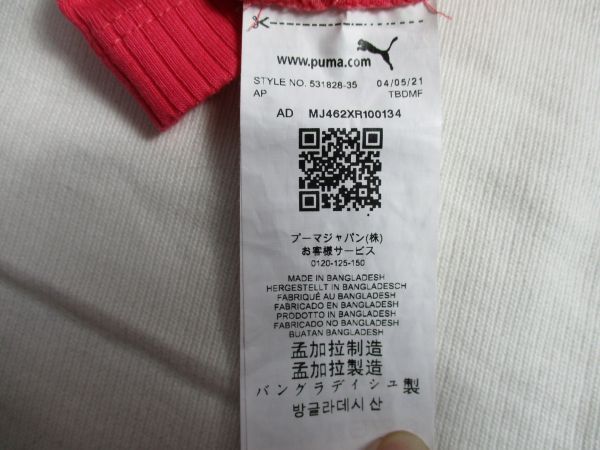 www.puma.com
STYLE NO. 531828-35 04/05/21
AP TBDMF
AD MJ462XR100134
プーマジャパン(株)
お客様サービス
0120-125-150
MADE IN BANGLADESH
HERGESTELLT IN BANGLADESCH
FABRIQUÉ AU BANGLADESH
FABRICADO EN BANGLADESH
PRODOTTO IN BANGLADESH
FABRICADO NO BANGLADESH
BUATAN BANGLADESH
孟加拉制造
孟加拉製造
バングラディシュ製
방글라데시 산